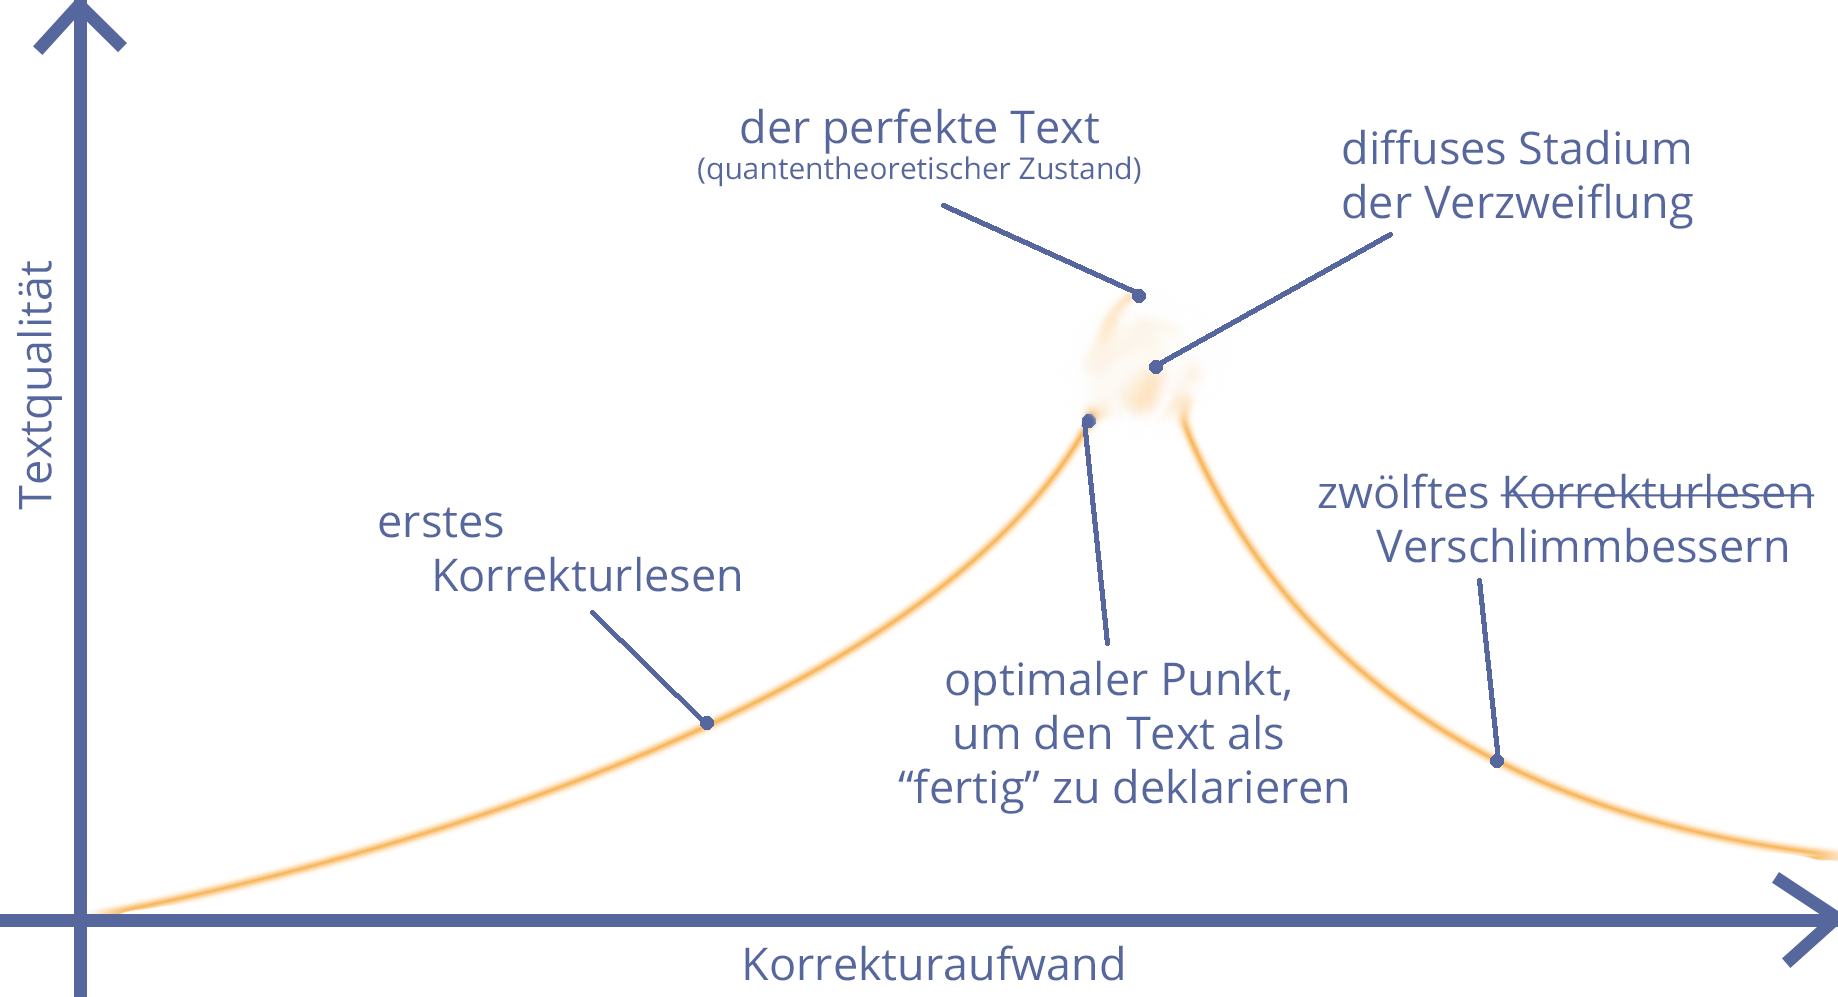 der perfekte Text
(quantentheoretischer Zustand)
diffuses Stadium
der Verzweiflung
Textqualität
erstes
Korrekturlesen
zwölftes Korrekturlesen
Verschlimmbessern
optimaler Punkt,
um den Text als
“fertig” zu deklarieren
Korrekturaufwand